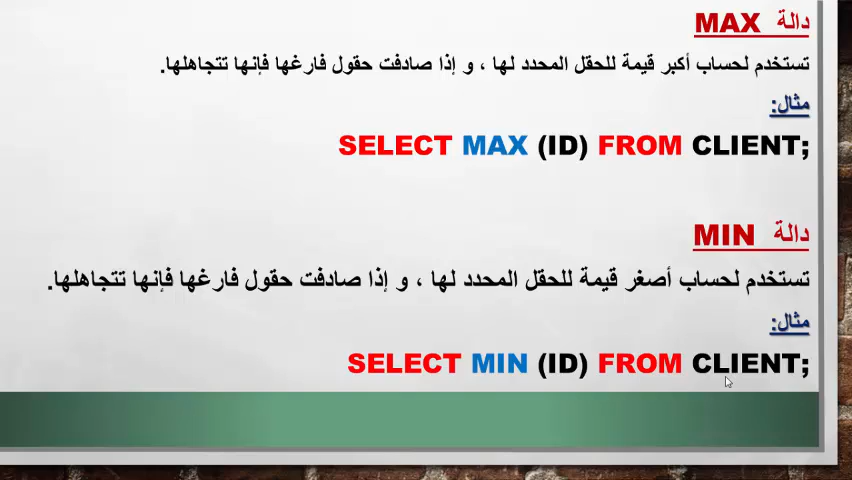 دالة MAX
تستخدم لحساب أكبر قيمة للحقل المحدد لها ، و إذا صادفت حقول فارغها فإنها تتجاهلها.
مثال:
SELECT MAX (ID) FROM CLIENT;
دالة MIN
تستخدم لحساب أصغر قيمة للحقل المحدد لها ، و إذا صادفت حقول فارغها فإنها تتجاهلها.
مثال:
SELECT MIN (ID) FROM CLIENT;